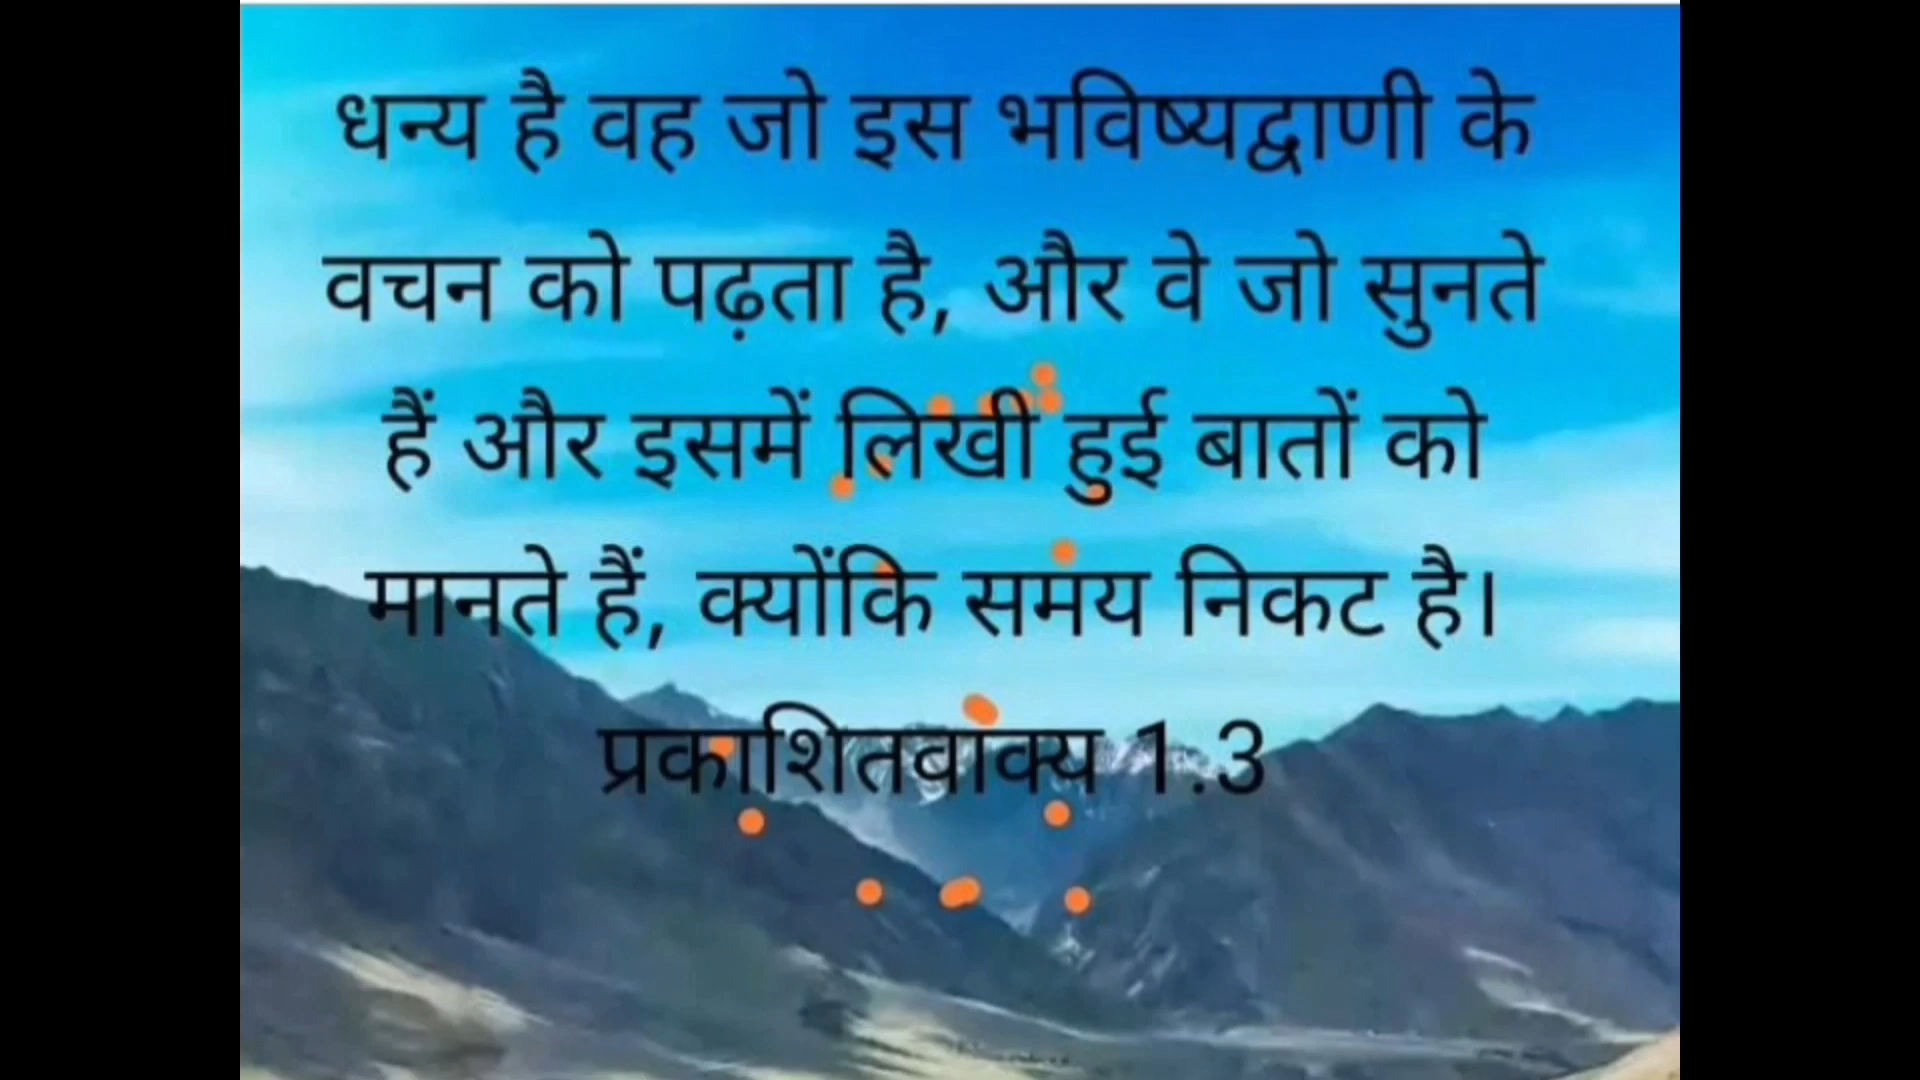 धन्य है वह जो इस भविष्यद्वाणी के
वचन को पढ़ता है, और वे जो सुनते
हैं और इसमें लिखी हुई बातों को
मानते हैं, क्योंकि समय निकट है।
प्रकाशितवाक्य 1.3